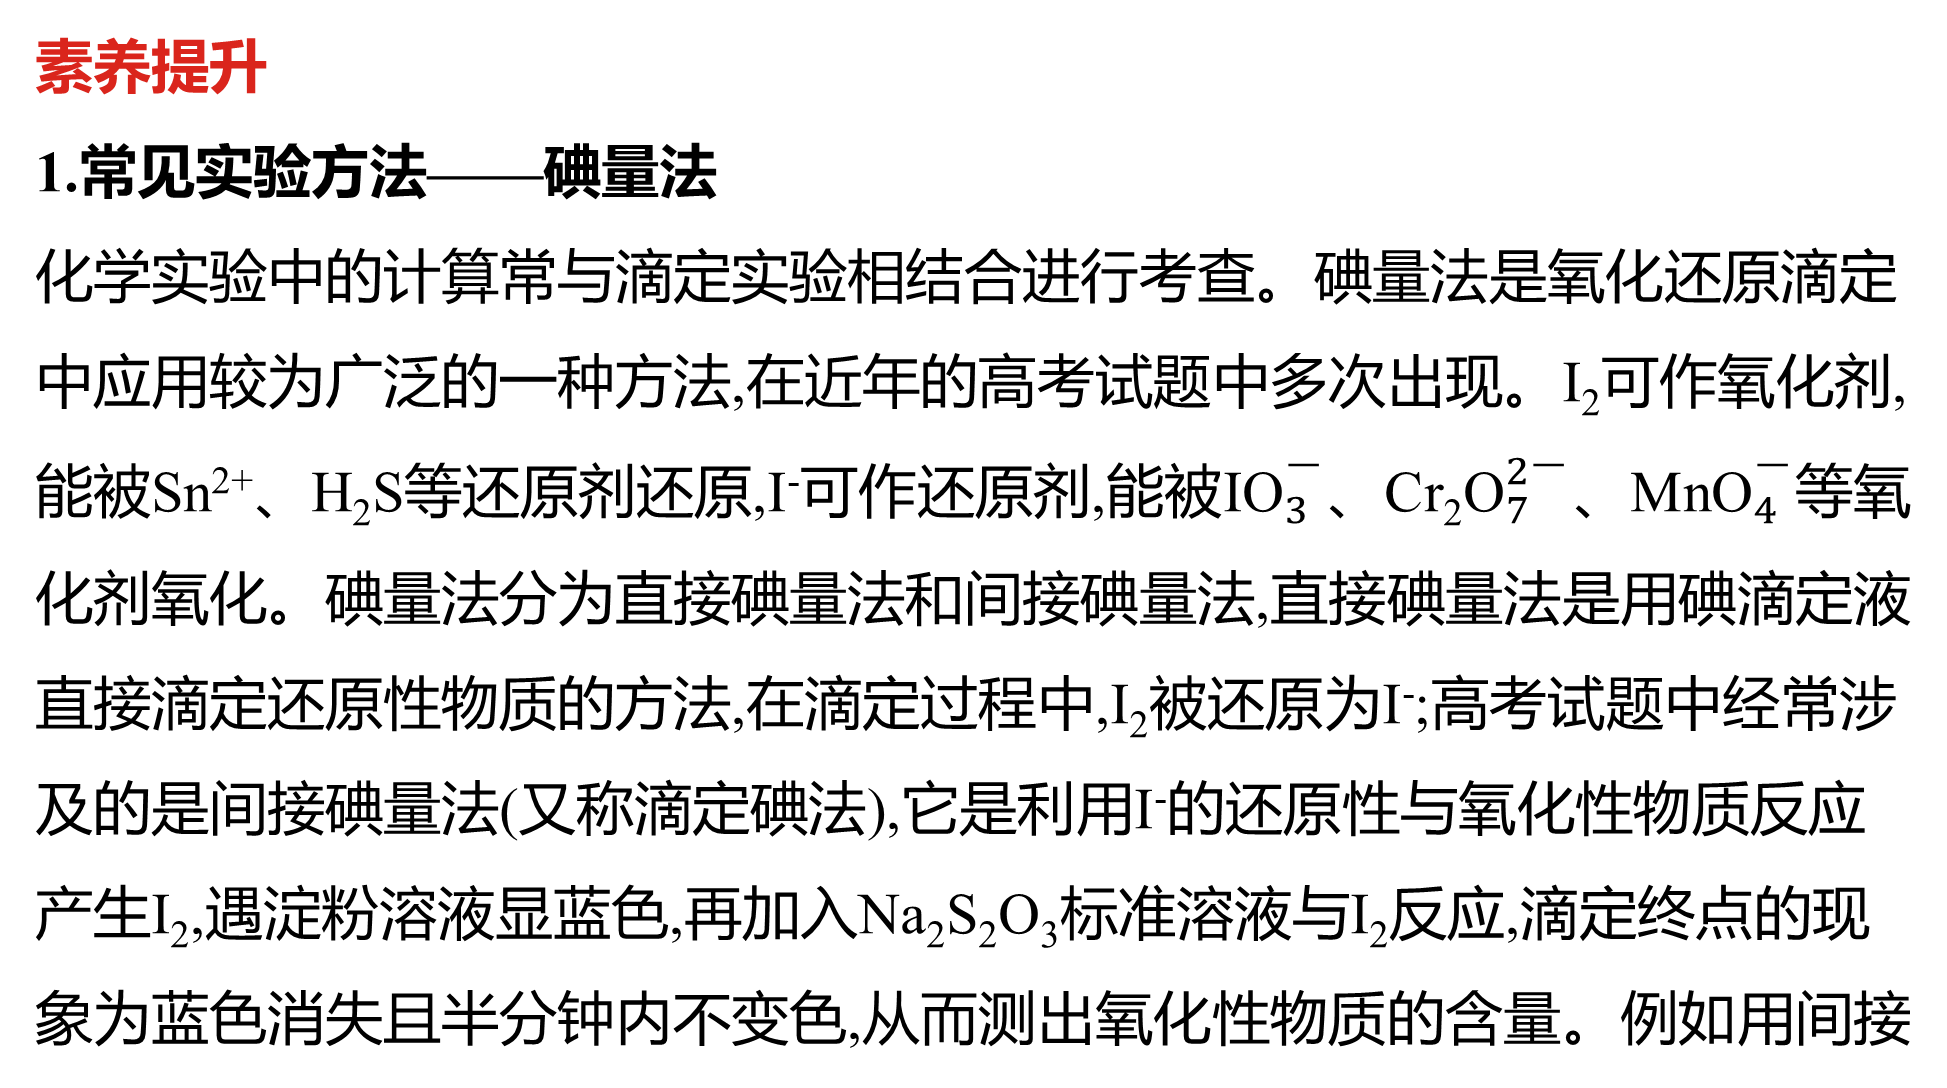 素养提升
1.常见实验方法——碘量法
化学实验中的计算常与滴定实验相结合进行考查。碘量法是氧化还原滴定
中应用较为广泛的一种方法,在近年的高考试题中多次出现。I₂可作氧化剂,
能被Sn²⁺、H₂S等还原剂还原,I⁻可作还原剂,能被IO₃⁻、Cr₂O₇²⁻、MnO₄⁻等氧
化剂氧化。碘量法分为直接碘量法和间接碘量法,直接碘量法是用碘滴定液
直接滴定还原性物质的方法,在滴定过程中,I₂被还原为I⁻;高考试题中经常涉
及的是间接碘量法(又称滴定碘法),它是利用I⁻的还原性与氧化性物质反应
产生I₂,遇淀粉溶液显蓝色,再加入Na₂S₂O₃标准溶液与I₂反应,滴定终点的现
象为蓝色消失且半分钟内不变色,从而测出氧化性物质的含量。例如用间接